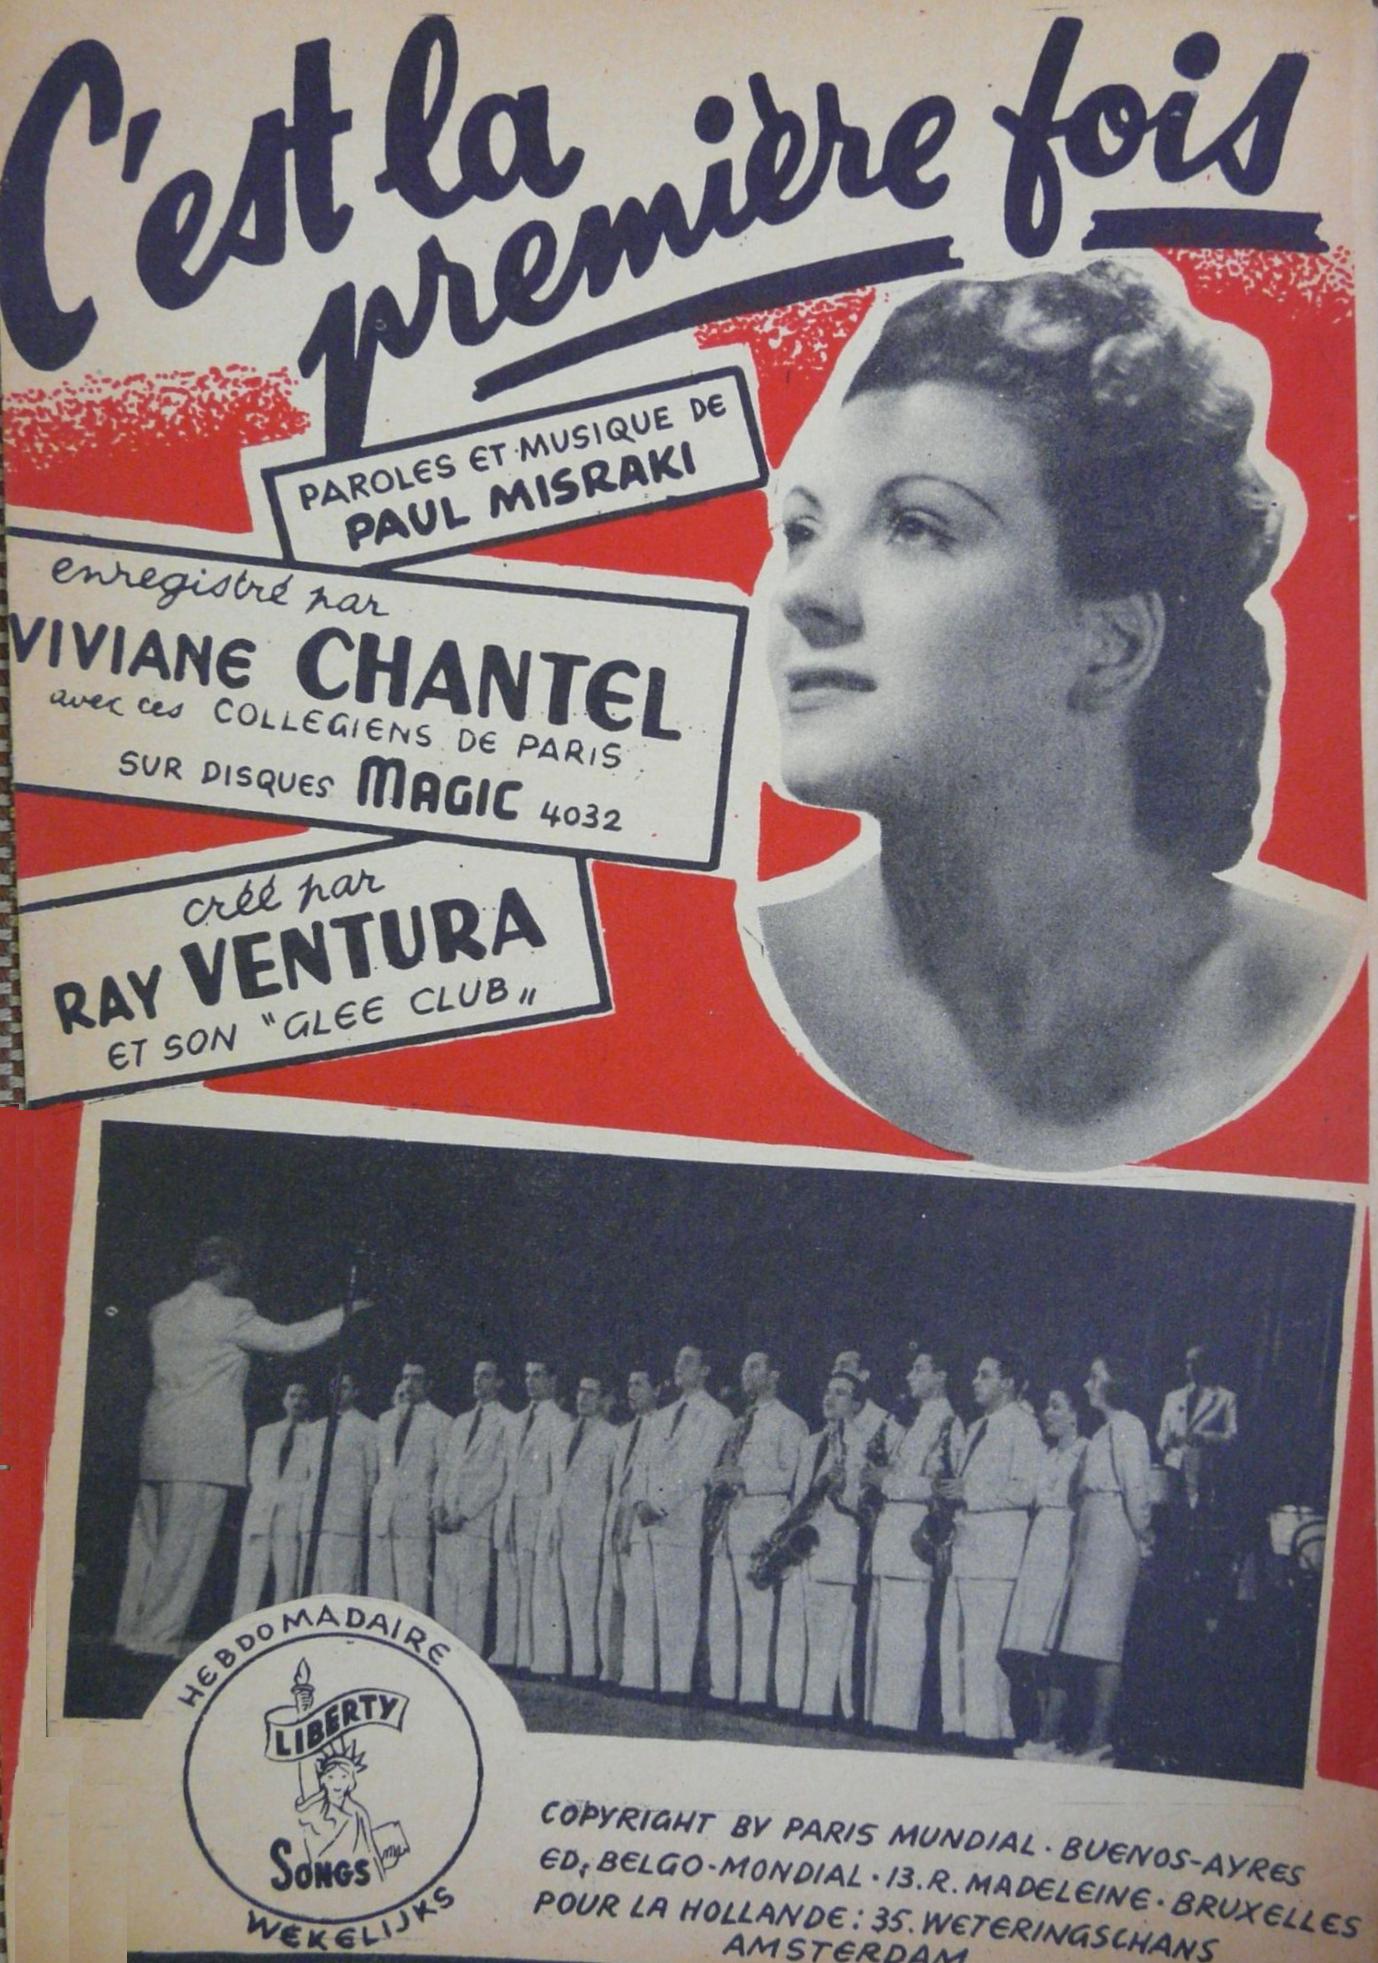 C'est la
première fois
PAROLES ET MUSIQUE DE
PAUL MISRAKI
enregistré par
VIVIANE CHANTEL
avec ces COLLEGIENS DE PARIS
SUR DISQUES MAGIC 4032
créé par
RAY VENTURA
ET SON "GLEE CLUB„
HEBDOMADAIRE
LIBERTY
SONGS
WEKELIJKS
COPYRIGHT BY PARIS MUNDIAL · BUENOS-AYRES
ED; BELGO-MONDIAL · 13. R. MADELEINE · BRUXELLES
POUR LA HOLLANDE : 35. WETERINGSCHANS
AMSTERDAM